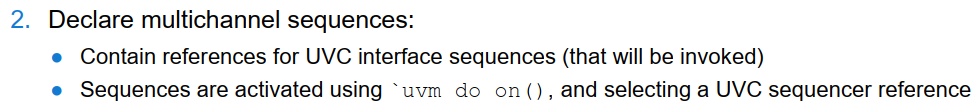 2. Declare multichannel sequences:
• Contain references for UVC interface sequences (that will be invoked)
• Sequences are activated using `uvm do on(), and selecting a UVC sequencer reference